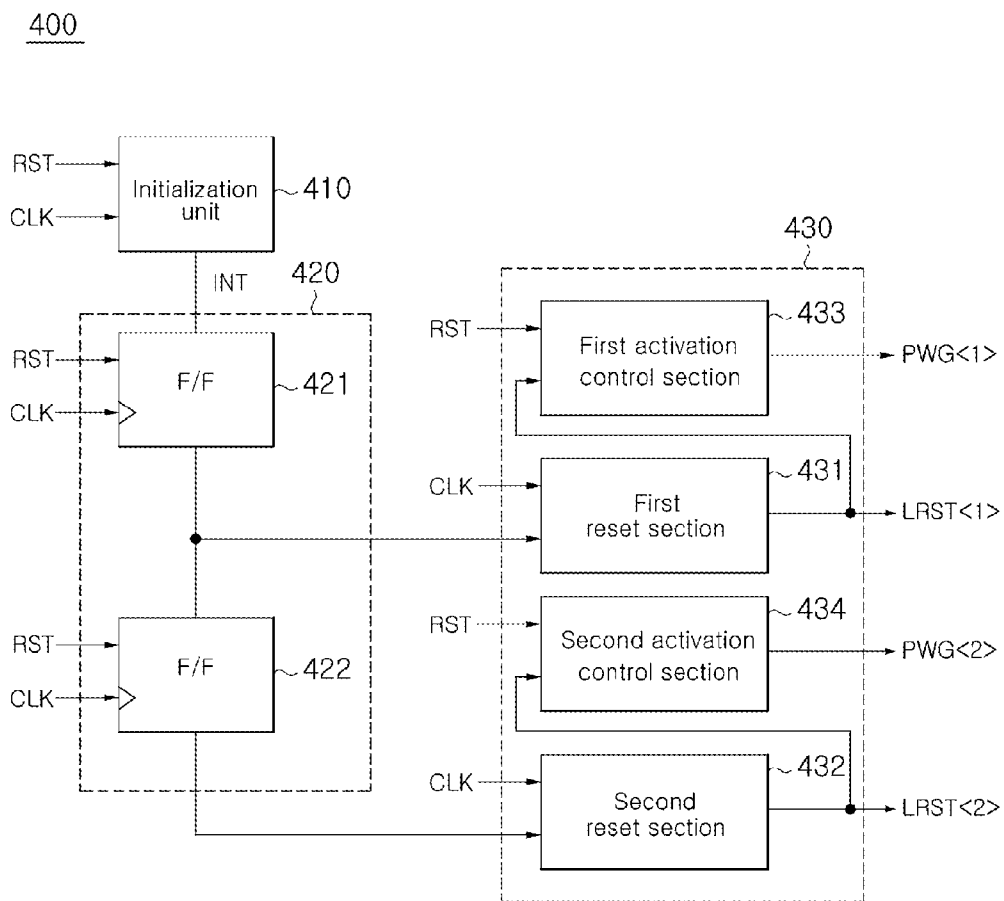 400
RST
CLK
Initialization
unit
410
INT
420
RST
CLK
F/F
421
RST
CLK
F/F
422
430
RST
First activation
control section
433
PWG<1>
CLK
First
reset section
431
LRST<1>
RST
Second activation
control section
434
PWG<2>
CLK
Second
reset section
432
LRST<2>